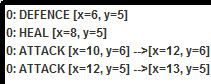 0: DEFENCE [x=6, y=5]
0: HEAL [x=8, y=5]
0: ATTACK [x=10, y=6] -->[x=12, y=6]
0: ATTACK [x=12, y=5] -->[x=13, y=5]